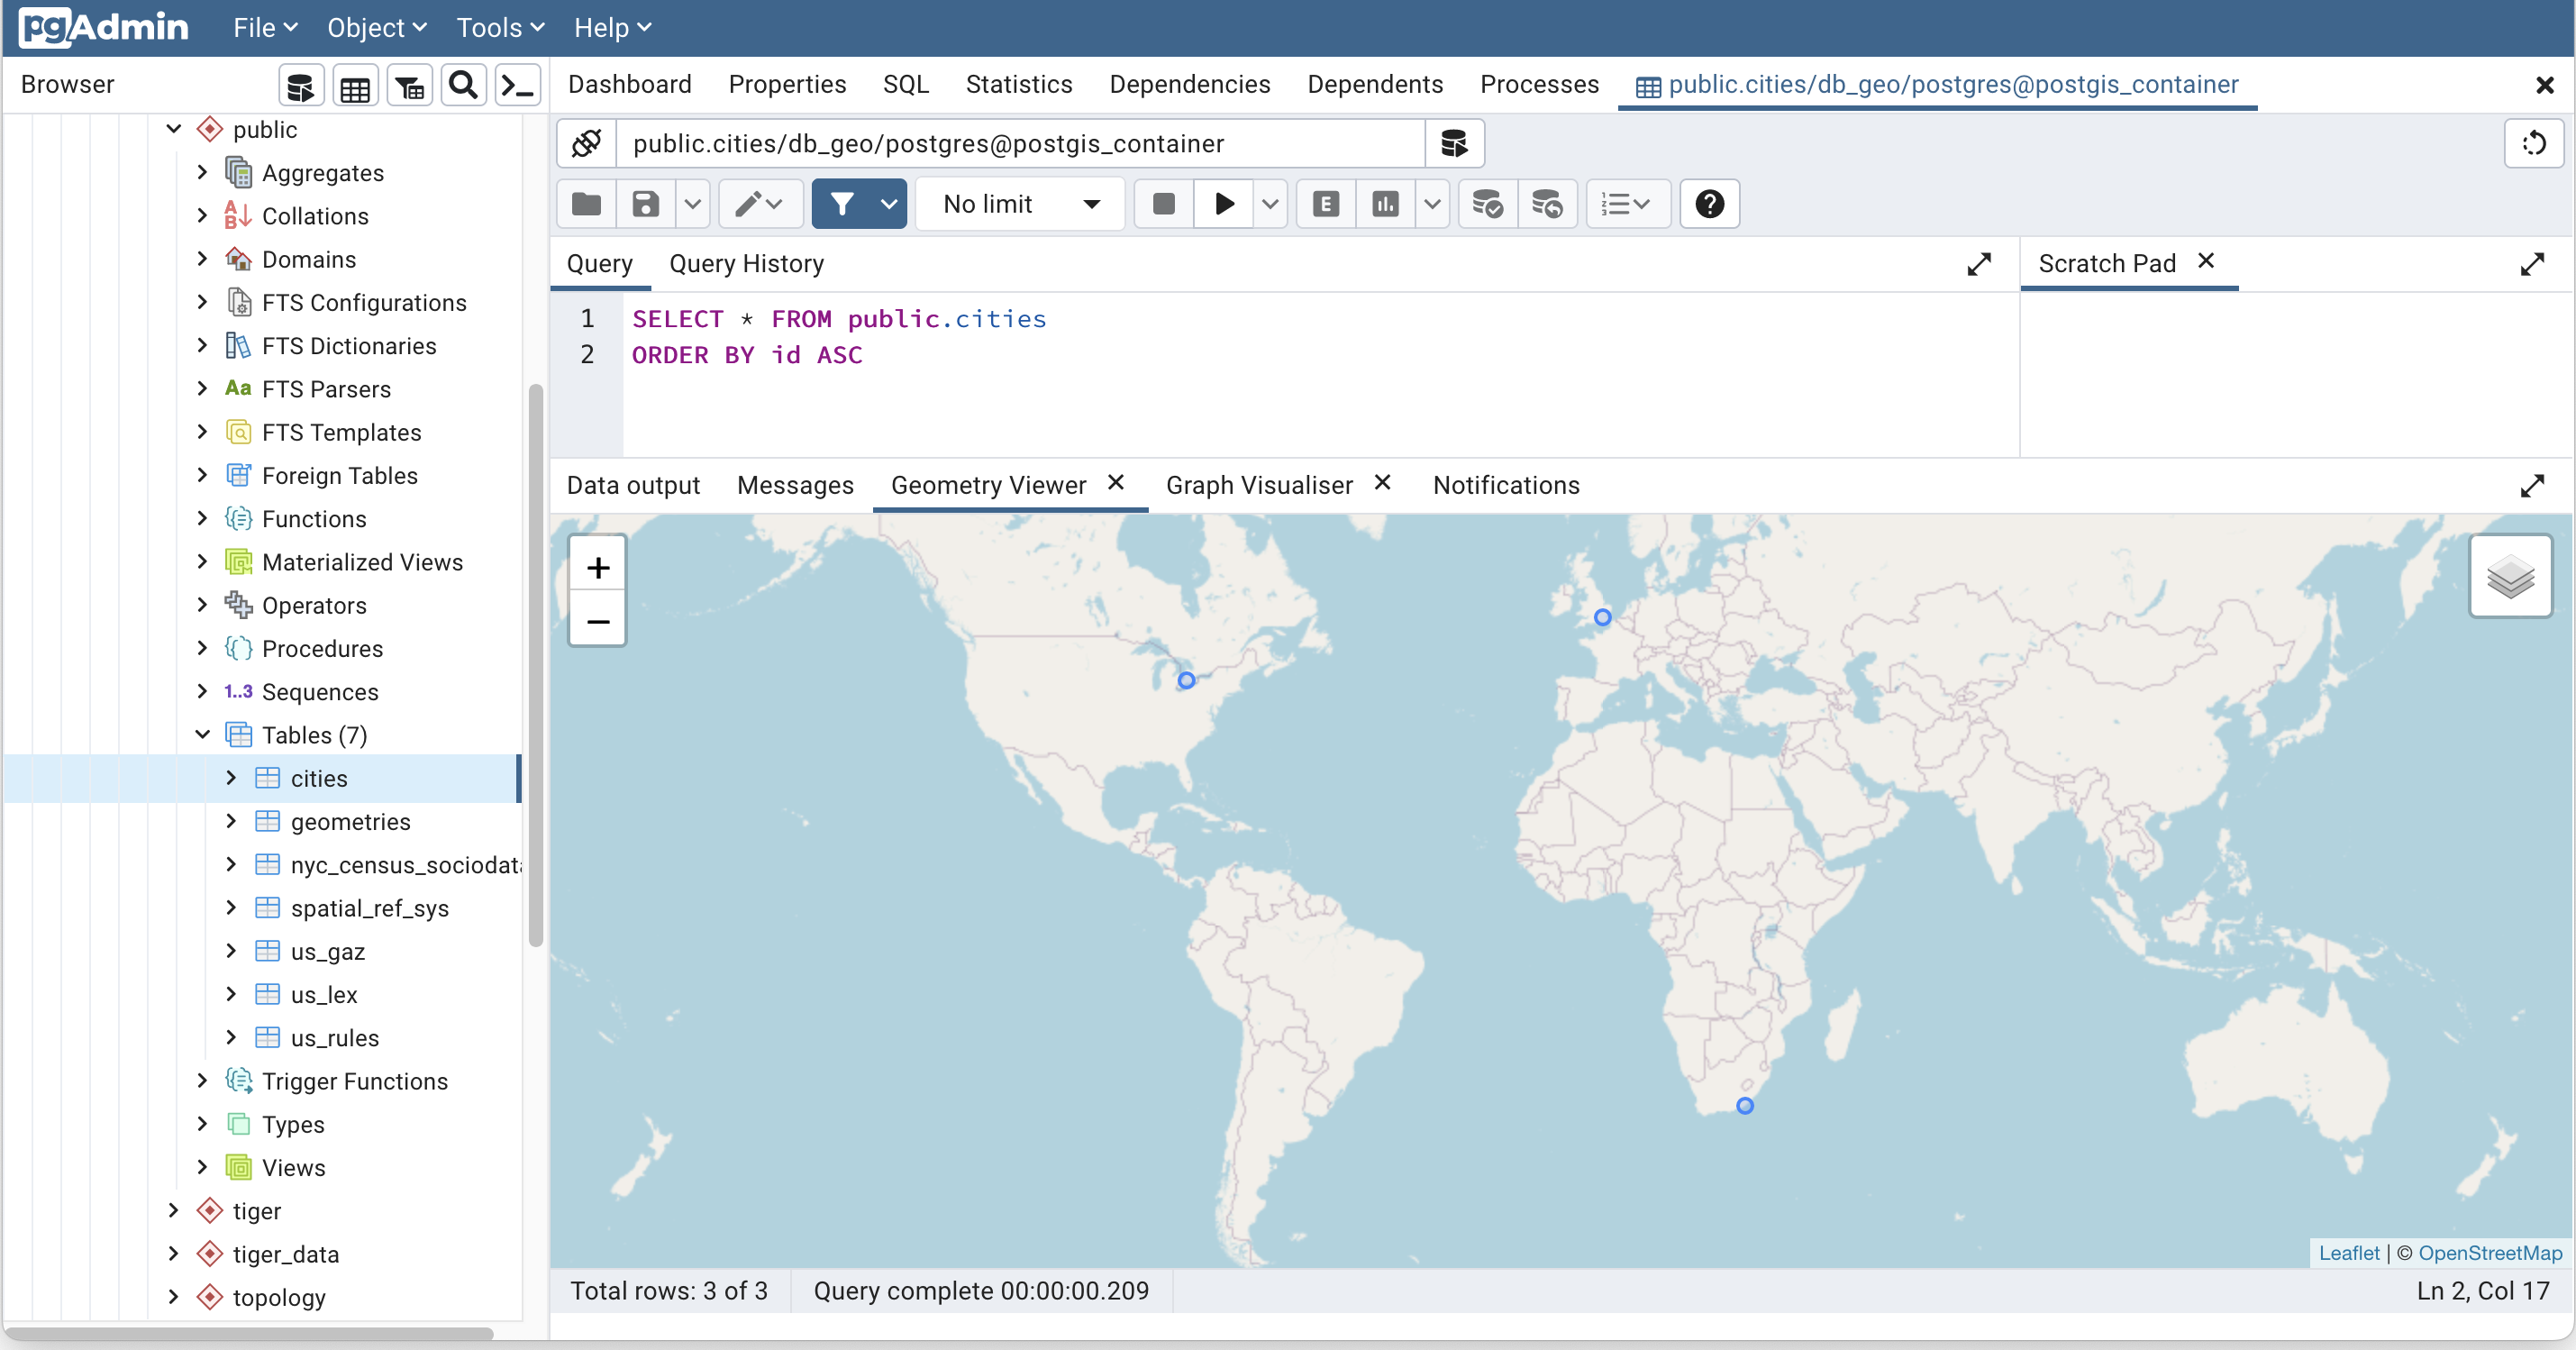 pgAdmin File Object Tools Help
Browser
Dashboard Properties SQL Statistics Dependencies Dependents Processes public.cities/db_geo/postgres@postgis_container
public
Aggregates
Collations
Domains
FTS Configurations
FTS Dictionaries
Aa FTS Parsers
FTS Templates
Foreign Tables
Functions
Materialized Views
Operators
Procedures
1..3 Sequences
Tables (7)
cities
geometries
nyc_census_sociodata
spatial_ref_sys
us_gaz
us_lex
us_rules
Trigger Functions
Types
Views
tiger
tiger_data
topology
public.cities/db_geo/postgres@postgis_container
No limit E
Query Query History Scratch Pad
1 SELECT * FROM public.cities
2 ORDER BY id ASC
Data output Messages Geometry Viewer Graph Visualiser Notifications
+
−
Leaflet | © OpenStreetMap
Total rows: 3 of 3 Query complete 00:00:00.209 Ln 2, Col 17